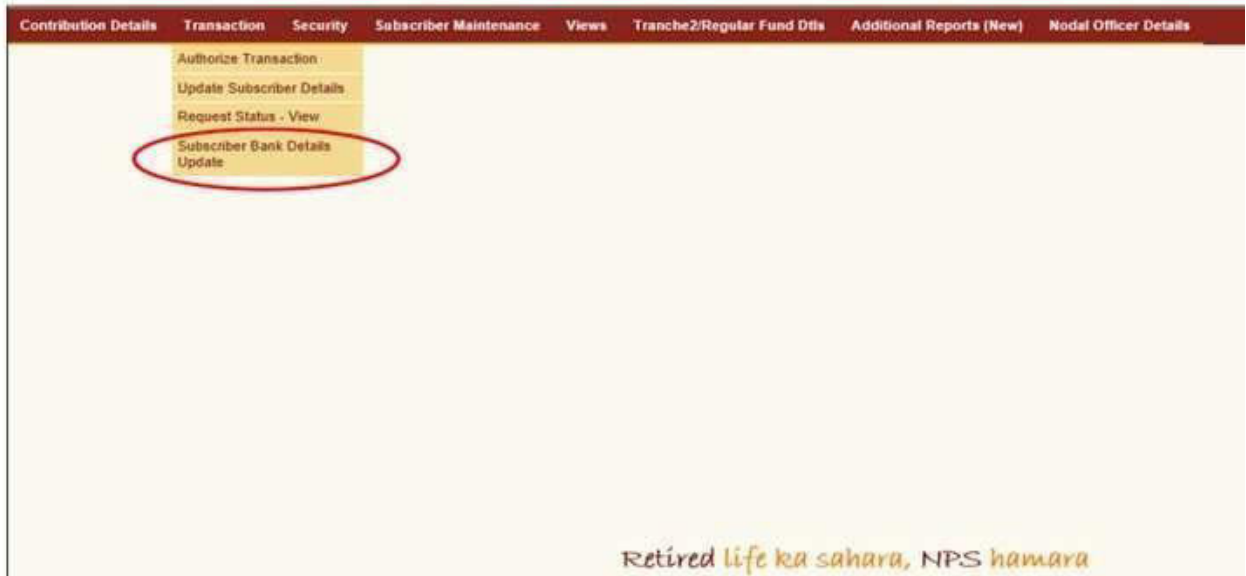 Contribution Details Transaction Security Subscriber Maintenance Views Tranche2/Regular Fund Dtls Additional Reports (New) Nodal Officer Details
Authorize Transaction
Update Subscriber Details
Request Status - View
Subscriber Bank Details
Update
Retired life ka sahara, NPS hamara